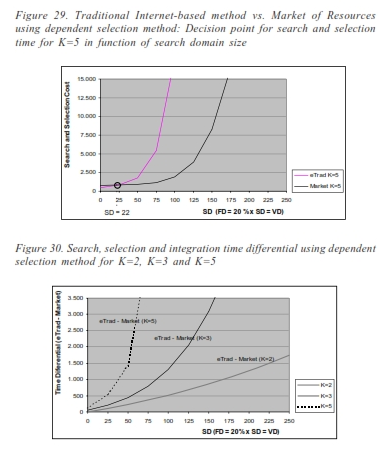 Figure 29. Traditional Internet-based method vs. Market of Resources
using dependent selection method: Decision point for search and selection
time for K=5 in function of search domain size
Search and Selection Cost
15.000
12.500
10.000
7.500
5.000
2.500
0
0 25 50 75 100 125 150 175 200 225 250
SD = 22
SD (FD = 20 % x SD = VD)
eTrad K=5
Market K=5
Figure 30. Search, selection and integration time differential using dependent
selection method for K=2, K=3 and K=5
Time Diferential (eTrad - Market)
3.500
3.000
2.500
2.000
1.500
1.000
500
0
eTrad - Market (K=5)
eTrad - Market (K=3)
eTrad - Market (K=2)
0 25 50 75 100 125 150 175 200 225 250
SD (FD = 20% x SD = VD)
K=2
K=3
K=5